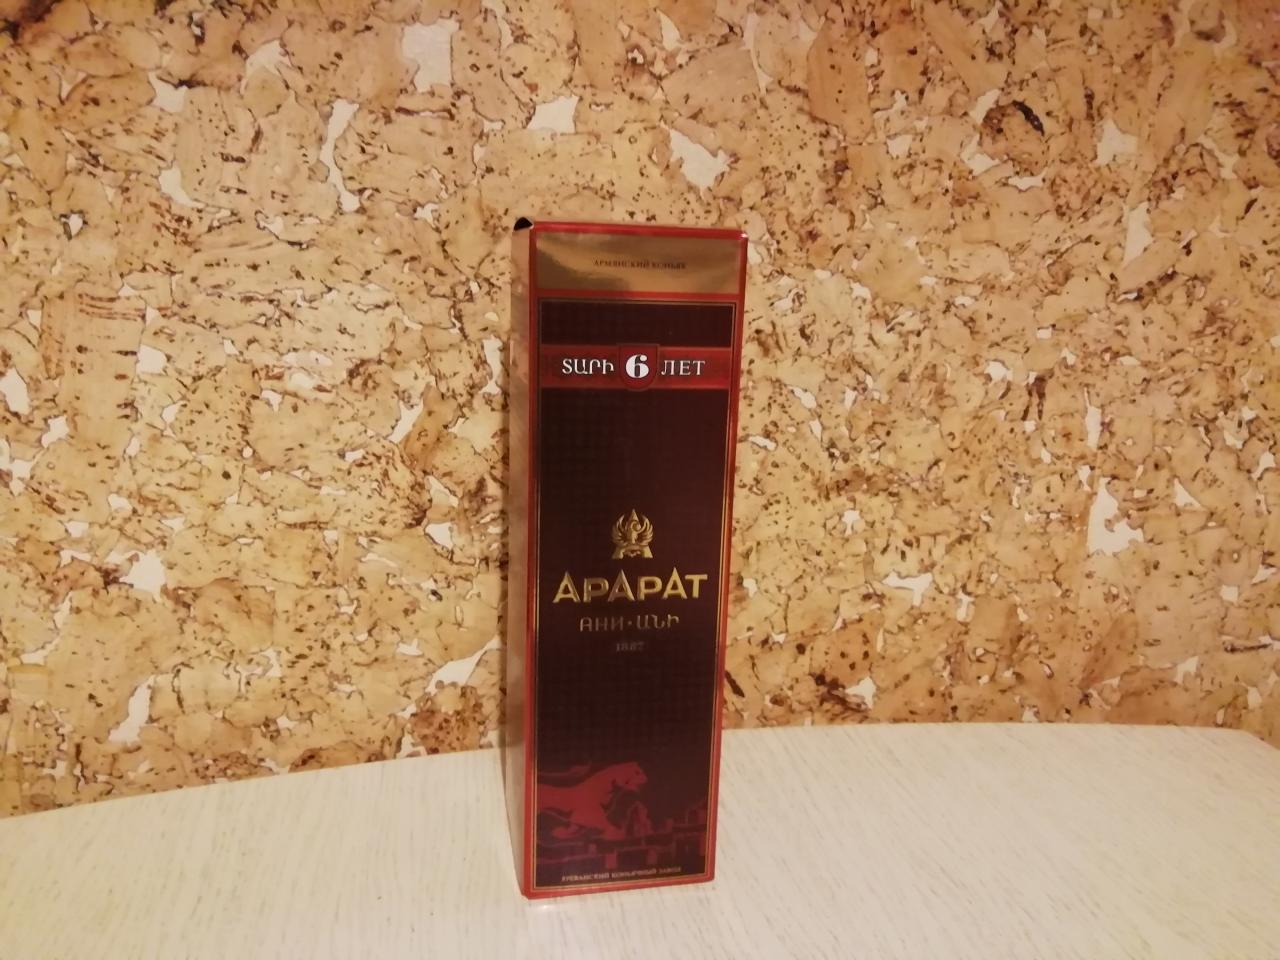 АРМЯНСКИЙ КОНЬЯК
ՏԱՐԻ 6 ЛЕТ
АРАРАТ
АНИ • ԱՆԻ
1887
ЕРЕВАНСКИЙ КОНЬЯЧНЫЙ ЗАВОД